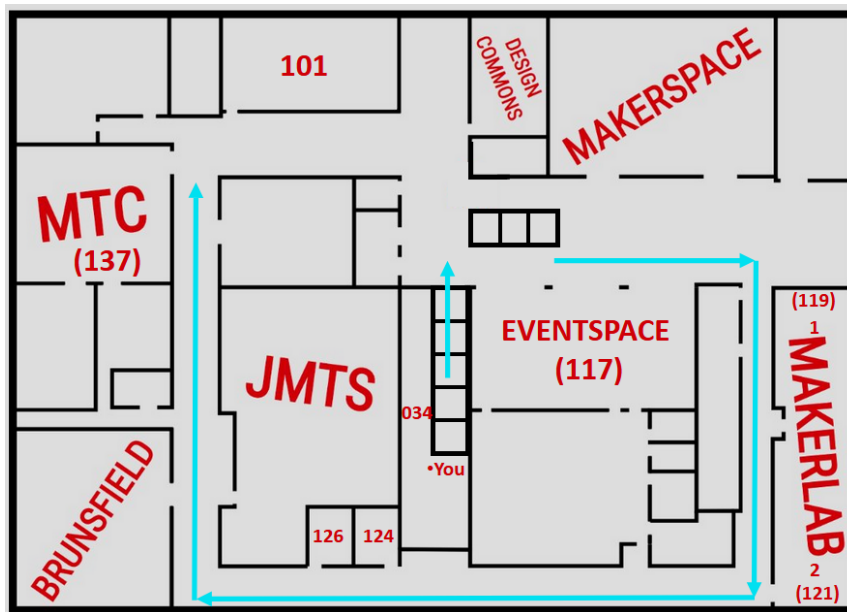 101
DESIGN
COMMONS
MAKERSPACE
MTC
(137)
EVENTSPACE
(117)
(119)
1
MAKERLAB
2
(121)
JMTS
034
•You
BRUNSFIELD
126
124